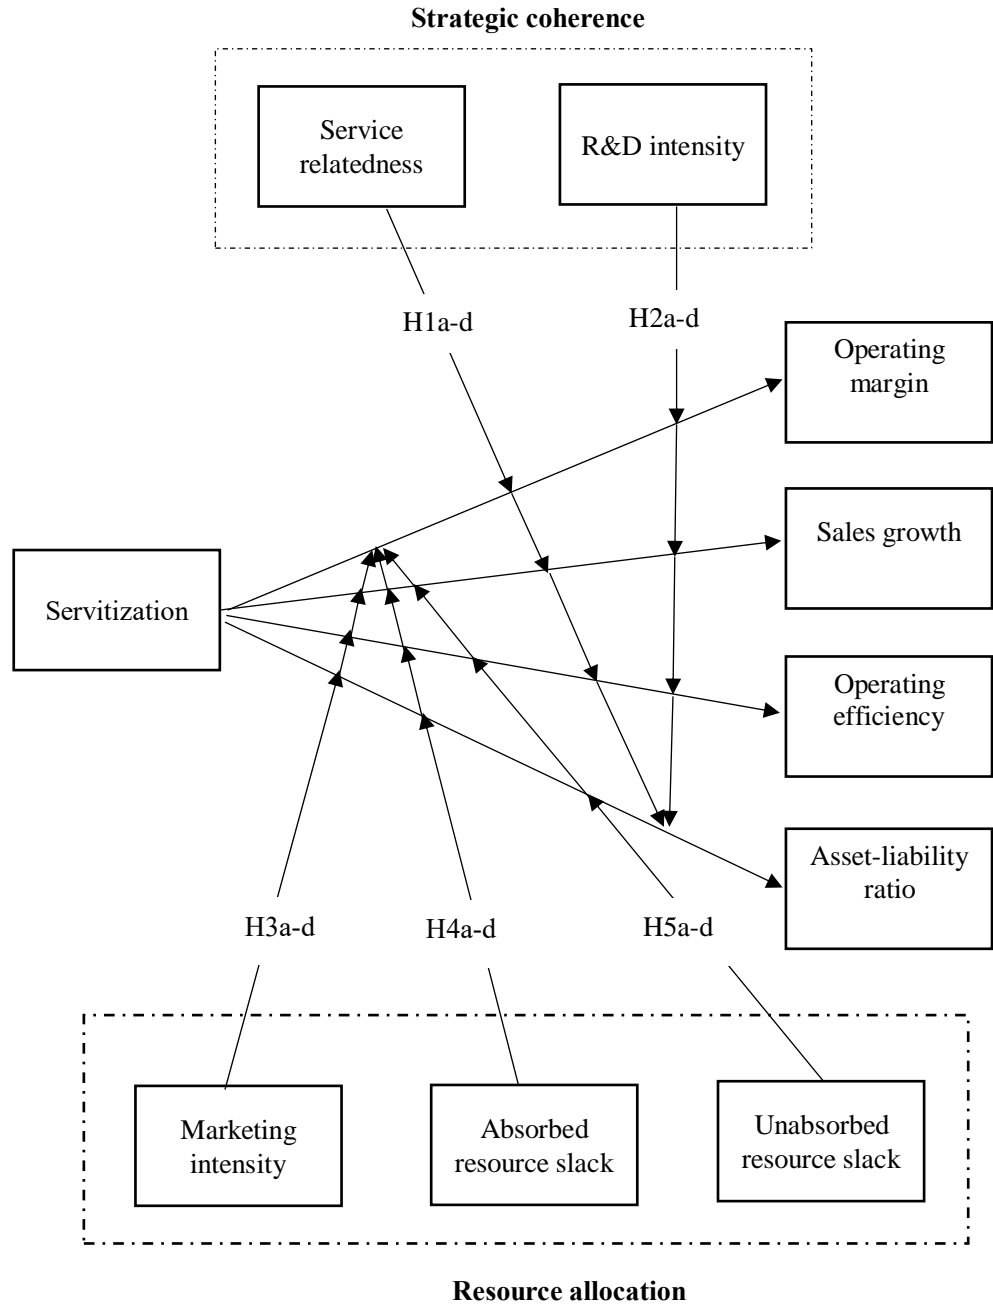 Strategic coherence
Service
relatedness
R&D intensity
H1a-d
H2a-d
Operating
margin
Sales growth
Servitization
Operating
efficiency
Asset-liability
ratio
H3a-d
H4a-d
H5a-d
Marketing
intensity
Absorbed
resource slack
Unabsorbed
resource slack
Resource allocation